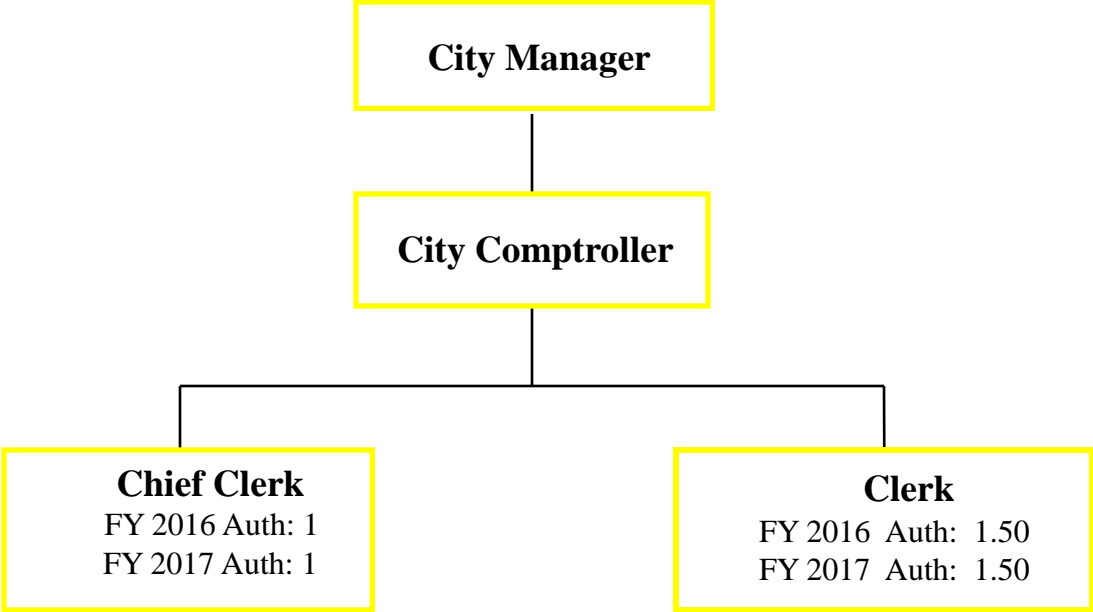 City Manager
City Comptroller
Chief Clerk
FY 2016 Auth: 1
FY 2017 Auth: 1
Clerk
FY 2016 Auth: 1.50
FY 2017 Auth: 1.50